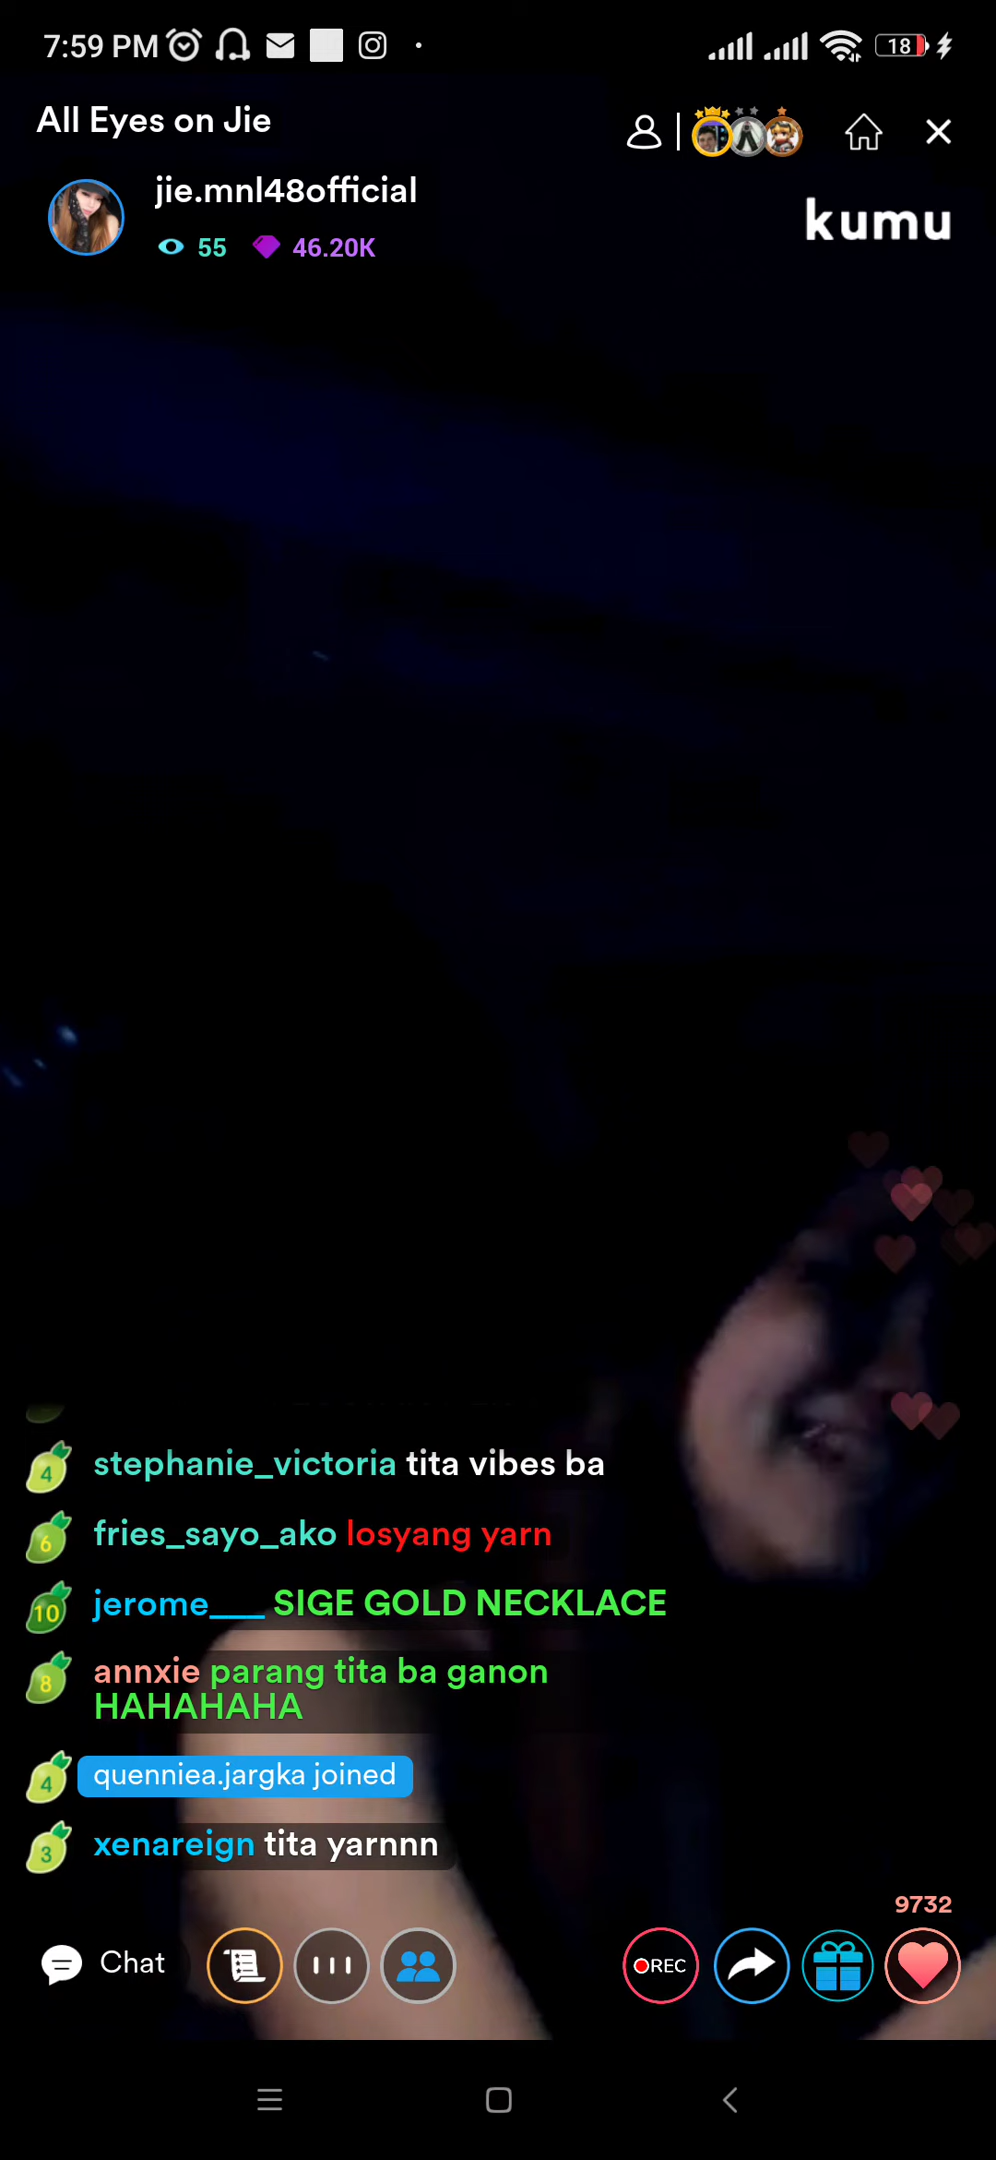 7:59 PM
18
All Eyes on Jie
jie.mnl48official
55 46.20K
kumu
4 stephanie_victoria tita vibes ba
6 fries_sayo_ako losyang yarn
10 jerome___ SIGE GOLD NECKLACE
8 annxie parang tita ba ganon
HAHAHAHA
4 quenniea.jargka joined
3 xenareign tita yarnnn
9732
Chat
REC